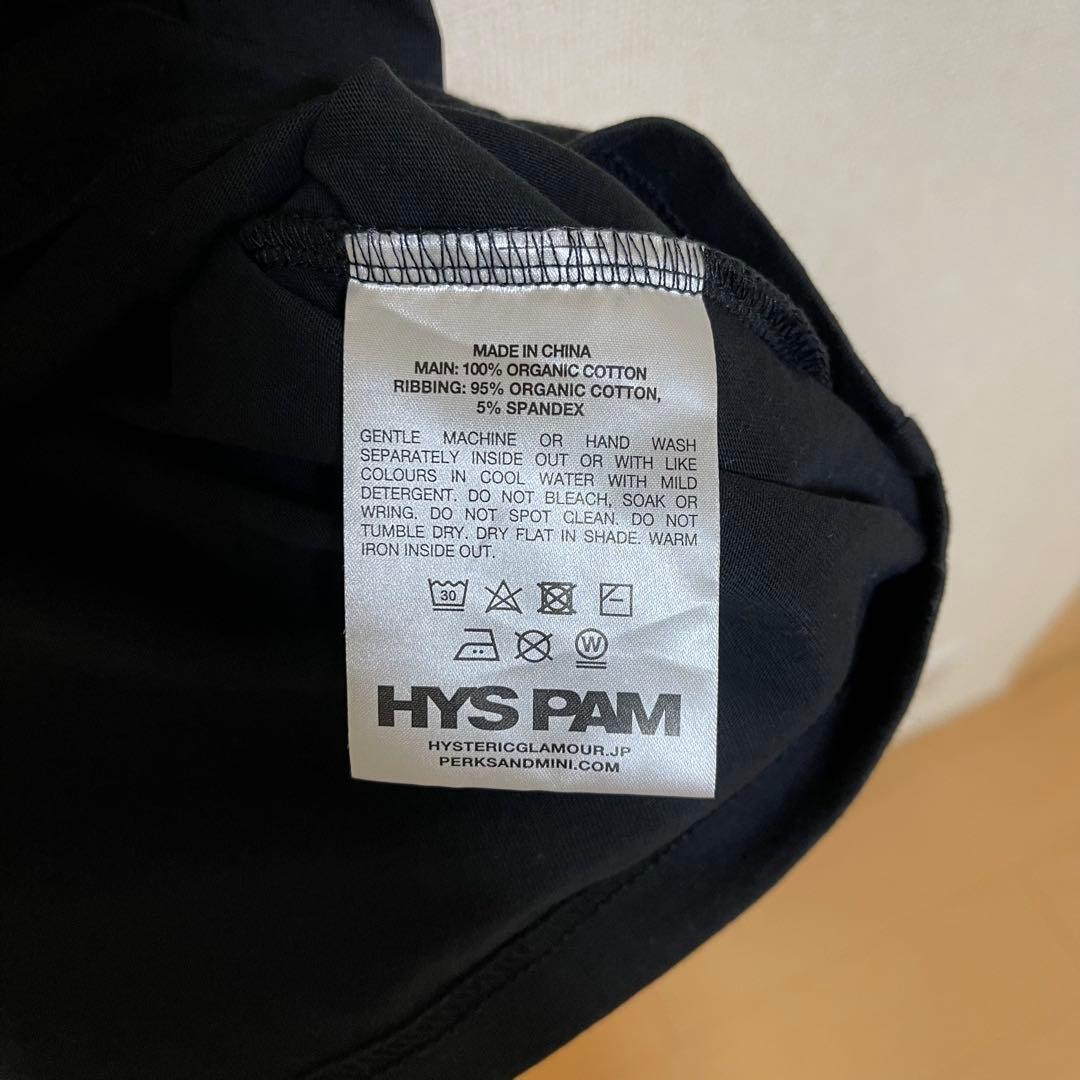 MADE IN CHINA
MAIN: 100% ORGANIC COTTON
RIBBING: 95% ORGANIC COTTON,
5% SPANDEX
GENTLE MACHINE OR HAND WASH
SEPARATELY INSIDE OUT OR WITH LIKE
COLOURS IN COOL WATER WITH MILD
DETERGENT. DO NOT BLEACH, SOAK OR
WRING. DO NOT SPOT CLEAN. DO NOT
TUMBLE DRY. DRY FLAT IN SHADE. WARM
IRON INSIDE OUT.
30
W
HYS PAM
HYSTERICGLAMOUR.JP
PERKSANDMINI.COM